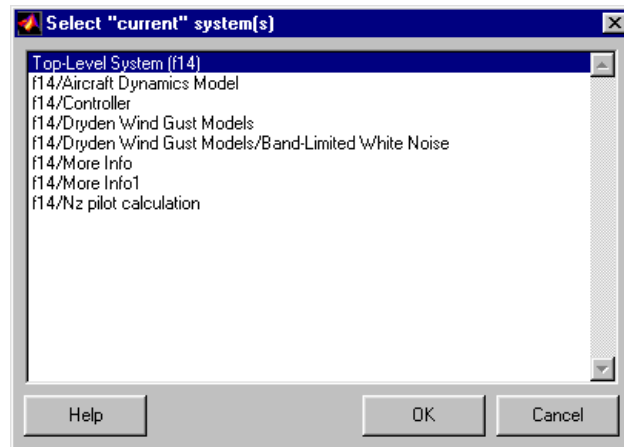 Select "current" system(s)
Top-Level System (f14)
f14/Aircraft Dynamics Model
f14/Controller
f14/Dryden Wind Gust Models
f14/Dryden Wind Gust Models/Band-Limited White Noise
f14/More Info
f14/More Info1
f14/Nz pilot calculation
Help OK Cancel